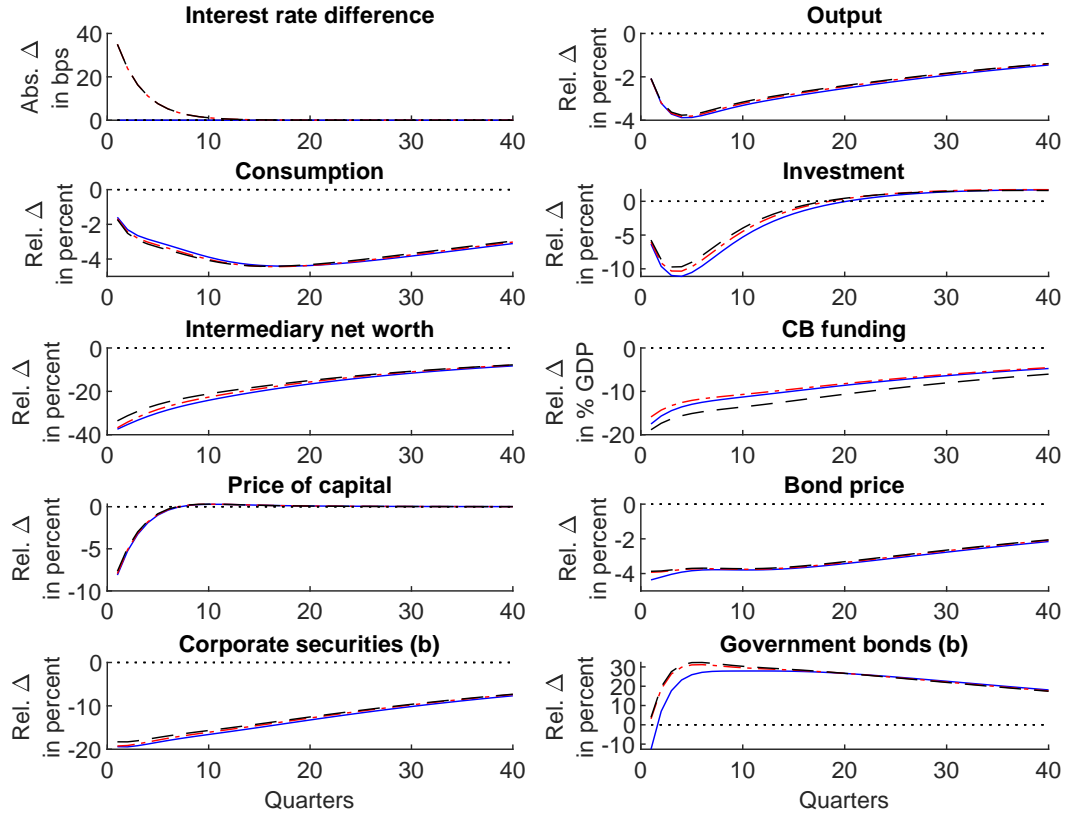 Interest rate difference
Abs. Δ
in bps
40
20
0
0 10 20 30 40
Output
Rel. Δ
in percent
0
-2
-4
0 10 20 30 40
Consumption
Rel. Δ
in percent
0
-2
-4
0 10 20 30 40
Investment
Rel. Δ
in percent
0
-5
-10
0 10 20 30 40
Intermediary net worth
Rel. Δ
in percent
0
-20
-40
0 10 20 30 40
CB funding
Rel. Δ
in % GDP
0
-10
-20
0 10 20 30 40
Price of capital
Rel. Δ
in percent
0
-5
-10
0 10 20 30 40
Bond price
Rel. Δ
in percent
0
-2
-4
0 10 20 30 40
Corporate securities (b)
Rel. Δ
in percent
0
-10
-20
0 10 20 30 40
Quarters
Government bonds (b)
Rel. Δ
in percent
30
20
10
0
-10
0 10 20 30 40
Quarters